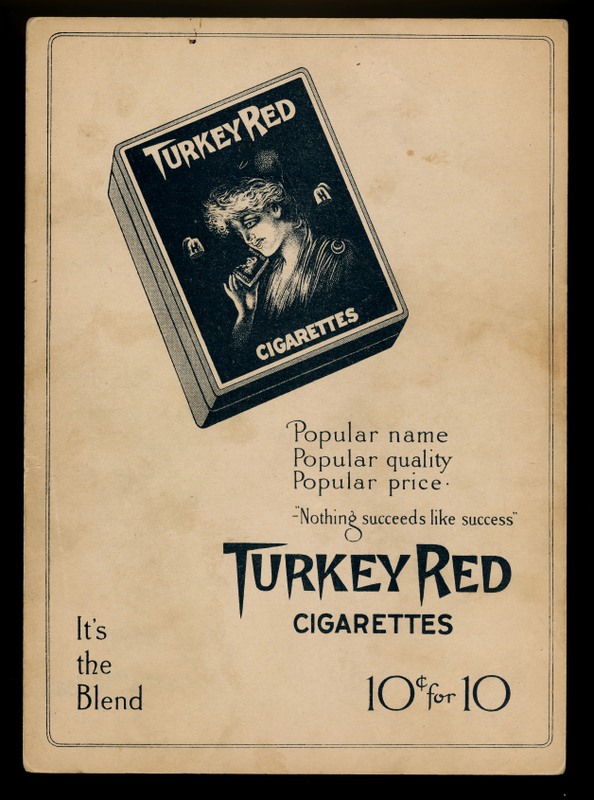 TURKEY RED
CIGARETTES
Popular name
Popular quality
Popular price.
"Nothing succeeds like success"
TURKEY RED
CIGARETTES
It's
the
Blend
10¢ for 10